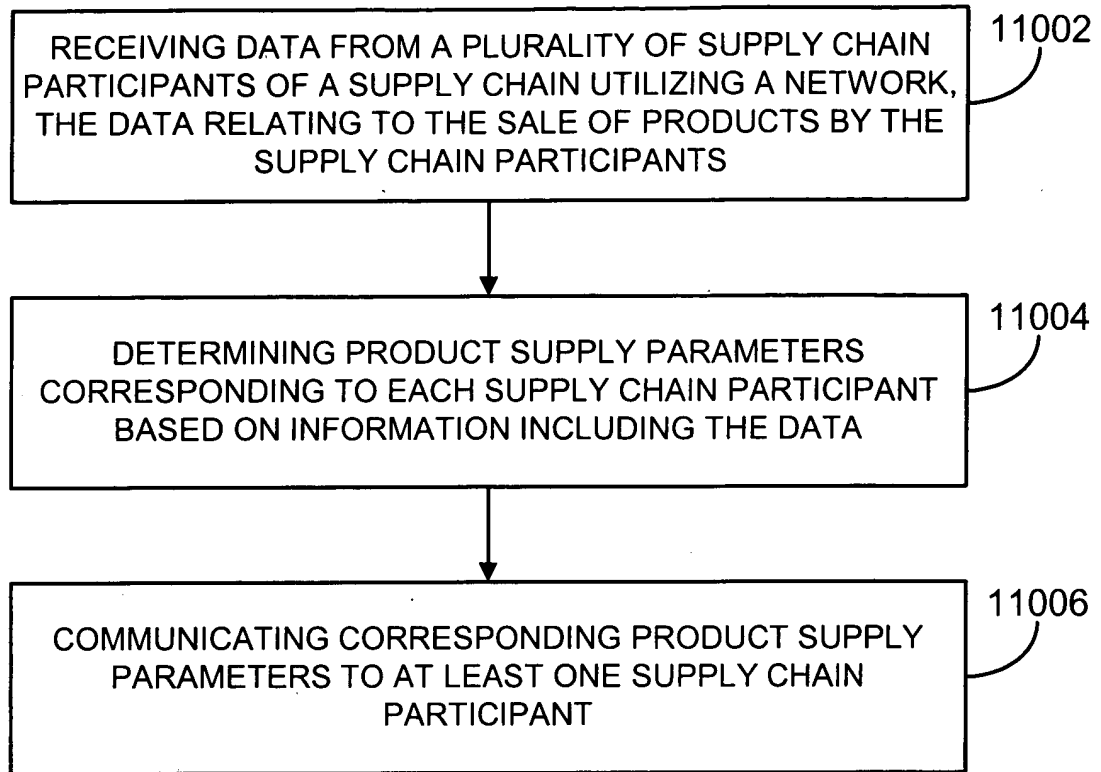 RECEIVING DATA FROM A PLURALITY OF SUPPLY CHAIN
PARTICIPANTS OF A SUPPLY CHAIN UTILIZING A NETWORK,
THE DATA RELATING TO THE SALE OF PRODUCTS BY THE
SUPPLY CHAIN PARTICIPANTS
11002
DETERMINING PRODUCT SUPPLY PARAMETERS
CORRESPONDING TO EACH SUPPLY CHAIN PARTICIPANT
BASED ON INFORMATION INCLUDING THE DATA
11004
COMMUNICATING CORRESPONDING PRODUCT SUPPLY
PARAMETERS TO AT LEAST ONE SUPPLY CHAIN
PARTICIPANT
11006